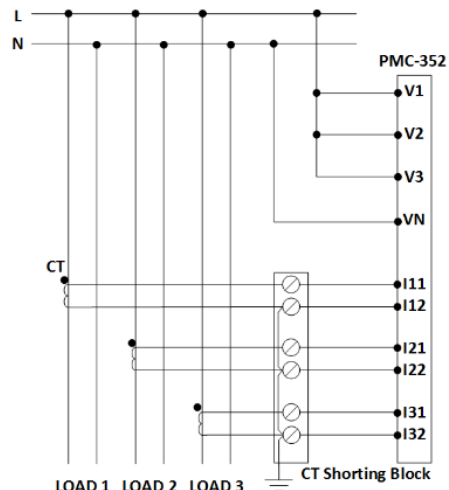 L
N
PMC-352
V1
V2
V3
VN
CT
I11
I12
I21
I22
I31
I32
CT Shorting Block
LOAD 1 LOAD 2 LOAD 3